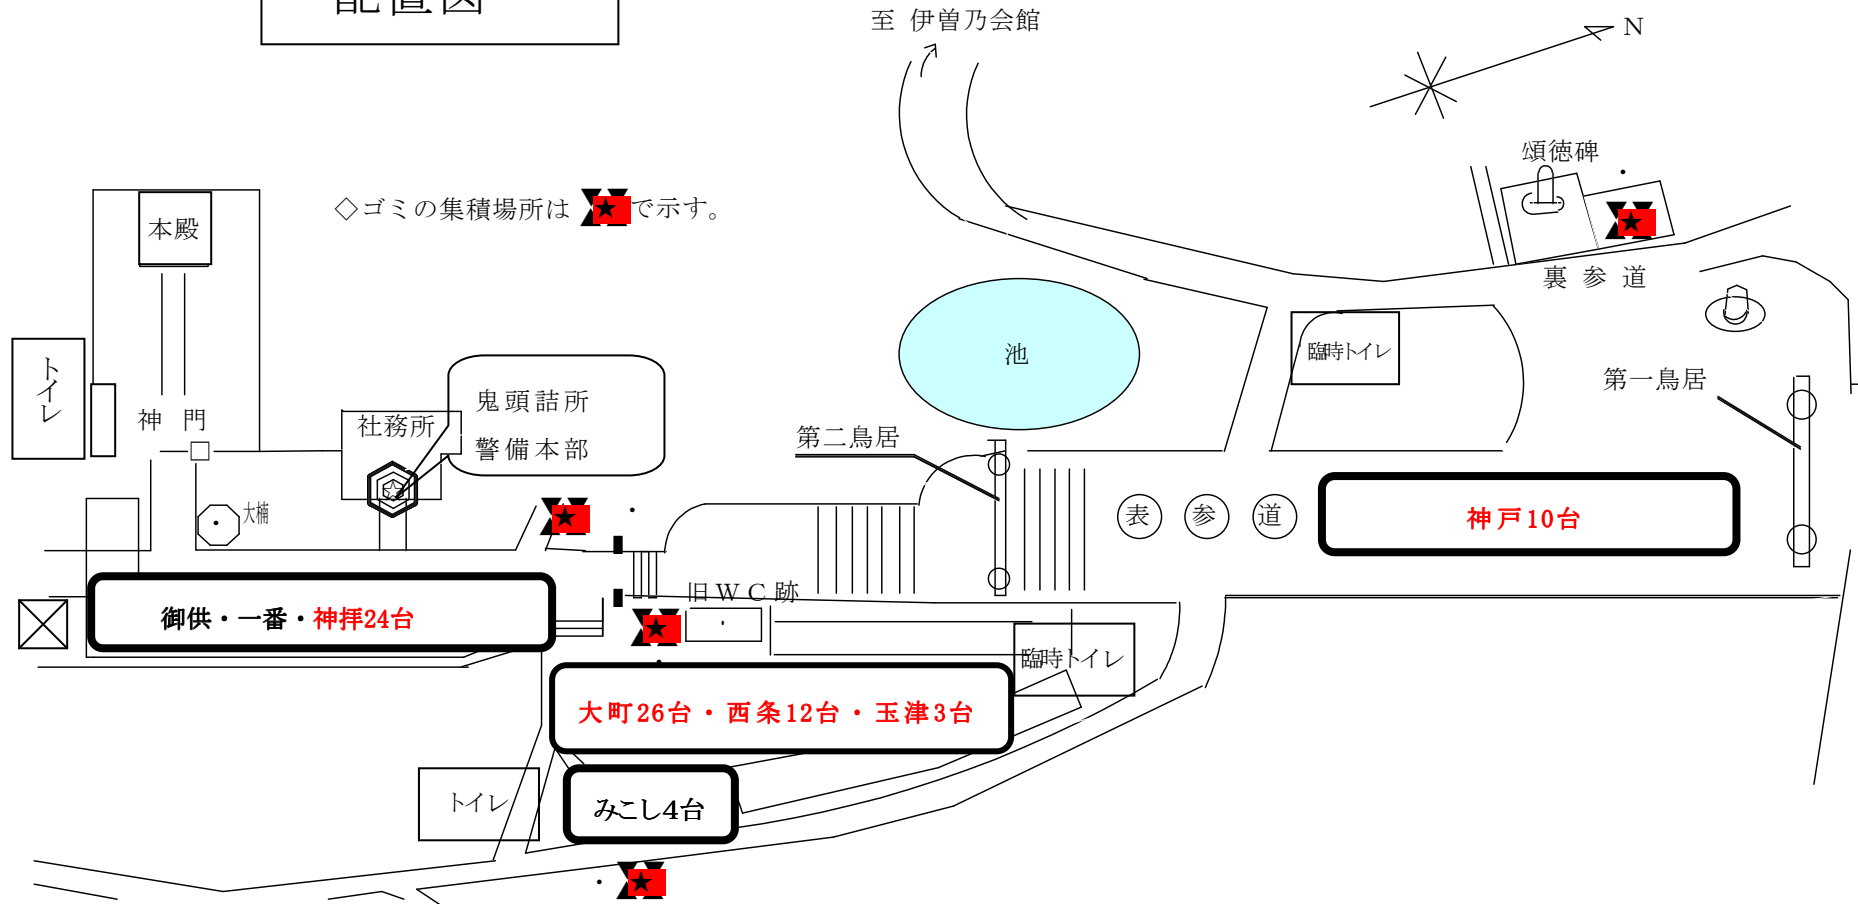 配置図
至 伊曽乃会館
N
頌徳碑
◇ゴミの集積場所は★で示す。
★
本殿
裏参道
トイレ
池
臨時トイレ
第一鳥居
鬼頭詰所
警備本部
神門
社務所
第二鳥居
大楠
★
表参道
神戸10台
旧WC跡
御供・一番・神拝24台
★
臨時トイレ
大町26台・西条12台・玉津3台
トイレ
みこし4台
★